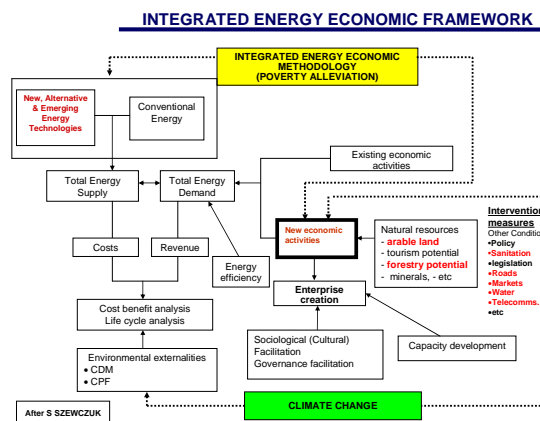 INTEGRATED ENERGY ECONOMIC FRAMEWORK
INTEGRATED ENERGY ECONOMIC
METHODOLOGY
(POVERTY ALLEVIATION)
New, Alternative
& Emerging
Energy
Technologies
Conventional
Energy
Existing economic
activities
Total Energy
Supply
Total Energy
Demand
New economic
activities
Natural resources
- arable land
- tourism potential
- forestry potential
- minerals, - etc
Intervention
measures
Other Conditio
•Policy
•Sanitation
•legislation
•Roads
•Markets
•Water
•Telecomms.
•etc
Costs
Revenue
Energy
efficiency
Enterprise
creation
Cost benefit analysis
Life cycle analysis
Sociological (Cultural)
Facilitation
Governance facilitation
Capacity development
Environmental externalities
• CDM
• CPF
CLIMATE CHANGE
After S SZEWCZUK